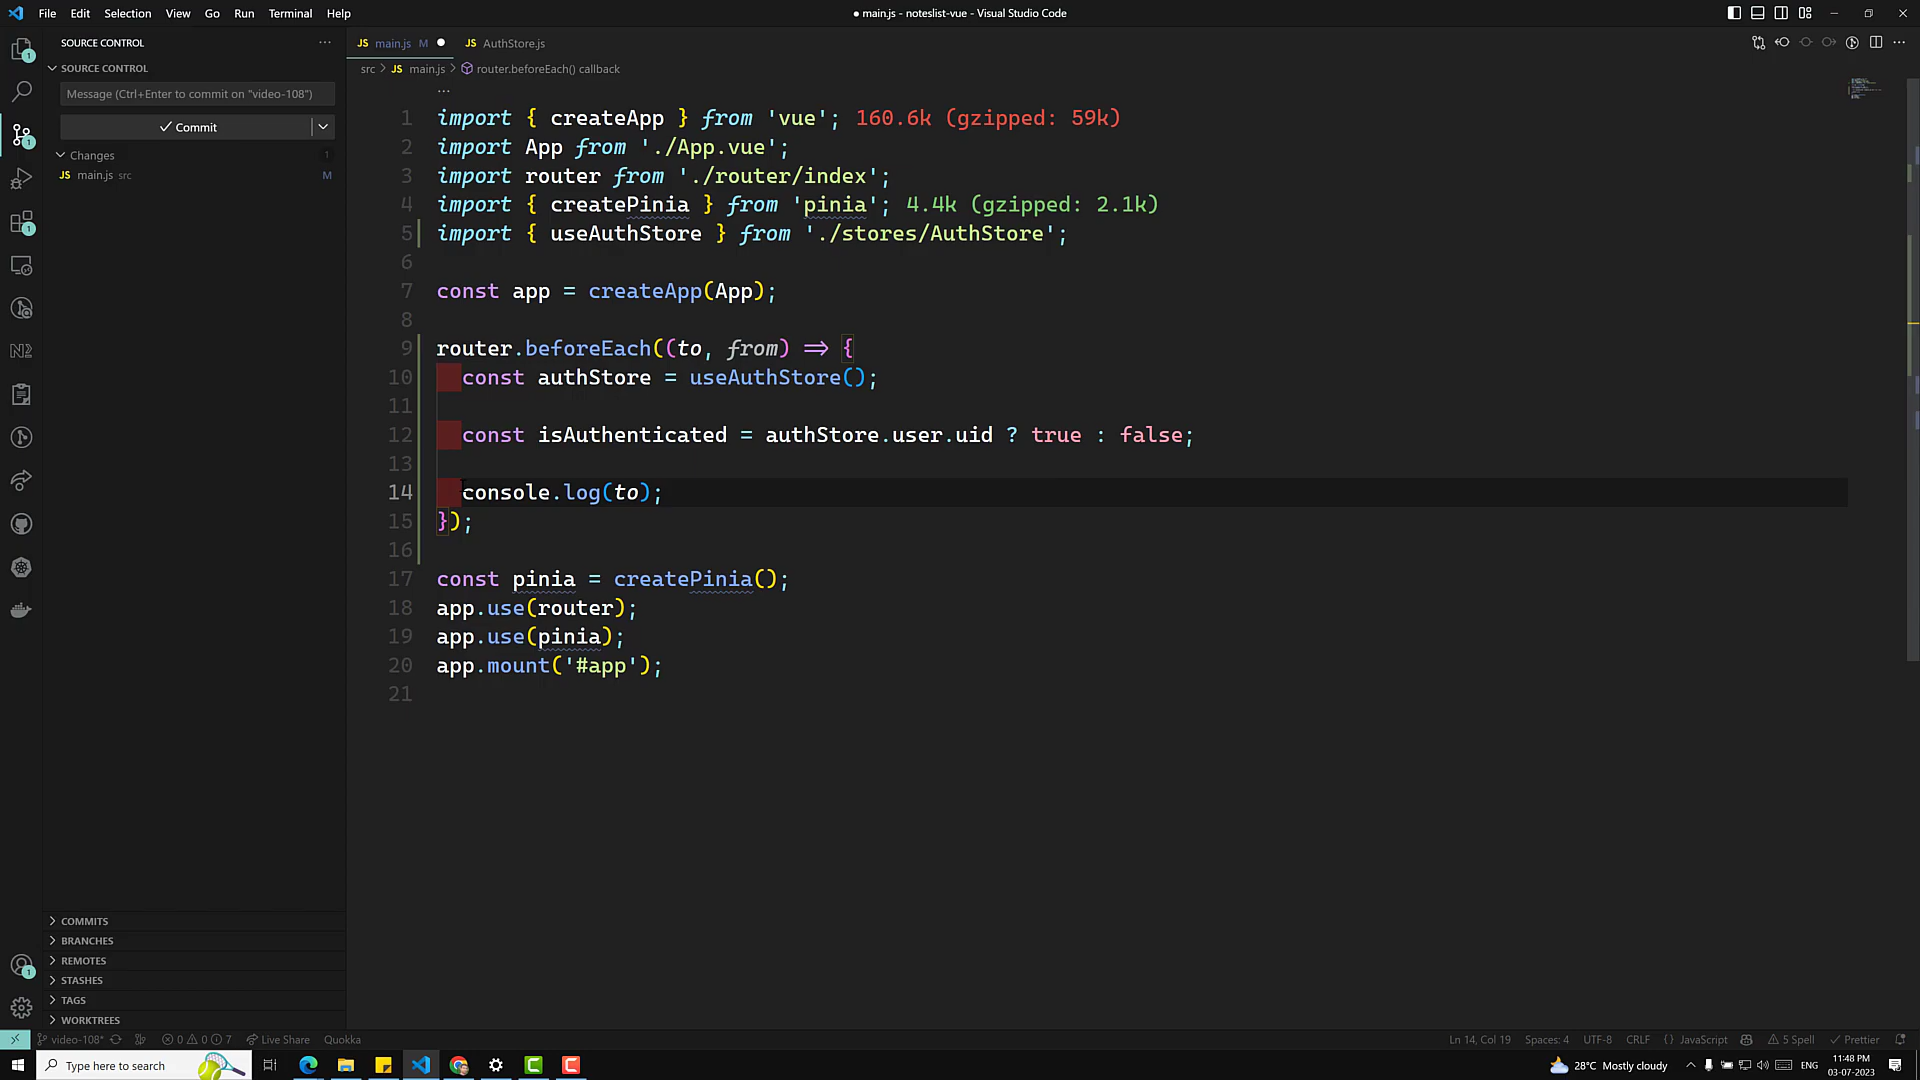 File Edit Selection View Go Run Terminal Help
● main.js - noteslist-vue - Visual Studio Code
SOURCE CONTROL
SOURCE CONTROL
Message (Ctrl+Enter to commit on "video-108")
Commit
Changes 1
JS main.js src M
COMMITS
BRANCHES
REMOTES
STASHES
TAGS
WORKTREES
JS main.js M ● JS AuthStore.js
src > JS main.js > router.beforeEach() callback
...
1 import { createApp } from 'vue'; 160.6k (gzipped: 59k)
2 import App from './App.vue';
3 import router from './router/index';
4 import { createPinia } from 'pinia'; 4.4k (gzipped: 2.1k)
5 import { useAuthStore } from './stores/AuthStore';
6
7 const app = createApp(App);
8
9 router.beforeEach((to, from) => {
10 const authStore = useAuthStore();
11
12 const isAuthenticated = authStore.user.uid ? true : false;
13
14 console.log(to);
15 });
16
17 const pinia = createPinia();
18 app.use(router);
19 app.use(pinia);
20 app.mount('#app');
21
video-108* 0 0 7 Live Share Quokka
Ln 14, Col 19 Spaces: 4 UTF-8 CRLF { } JavaScript 5 Spell Prettier
Type here to search
28°C Mostly cloudy ENG 11:48 PM
03-07-2023